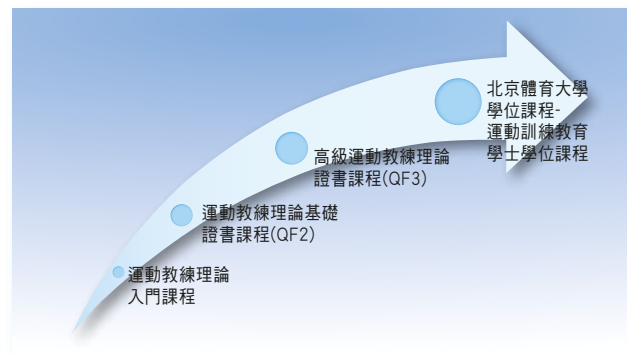 北京體育大學
學位課程-
運動訓練教育
學士學位課程
高級運動教練理論
證書課程(QF3)
運動教練理論基礎
證書課程(QF2)
運動教練理論
入門課程